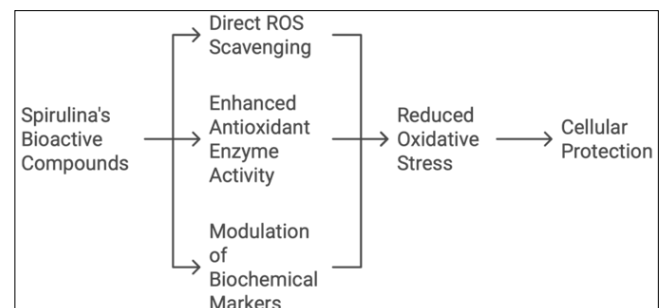 Direct ROS
Scavenging
Spirulina's
Bioactive
Compounds
Enhanced
Antioxidant
Enzyme
Activity
Reduced
Oxidative
Stress
Cellular
Protection
Modulation
of
Biochemical
Markers